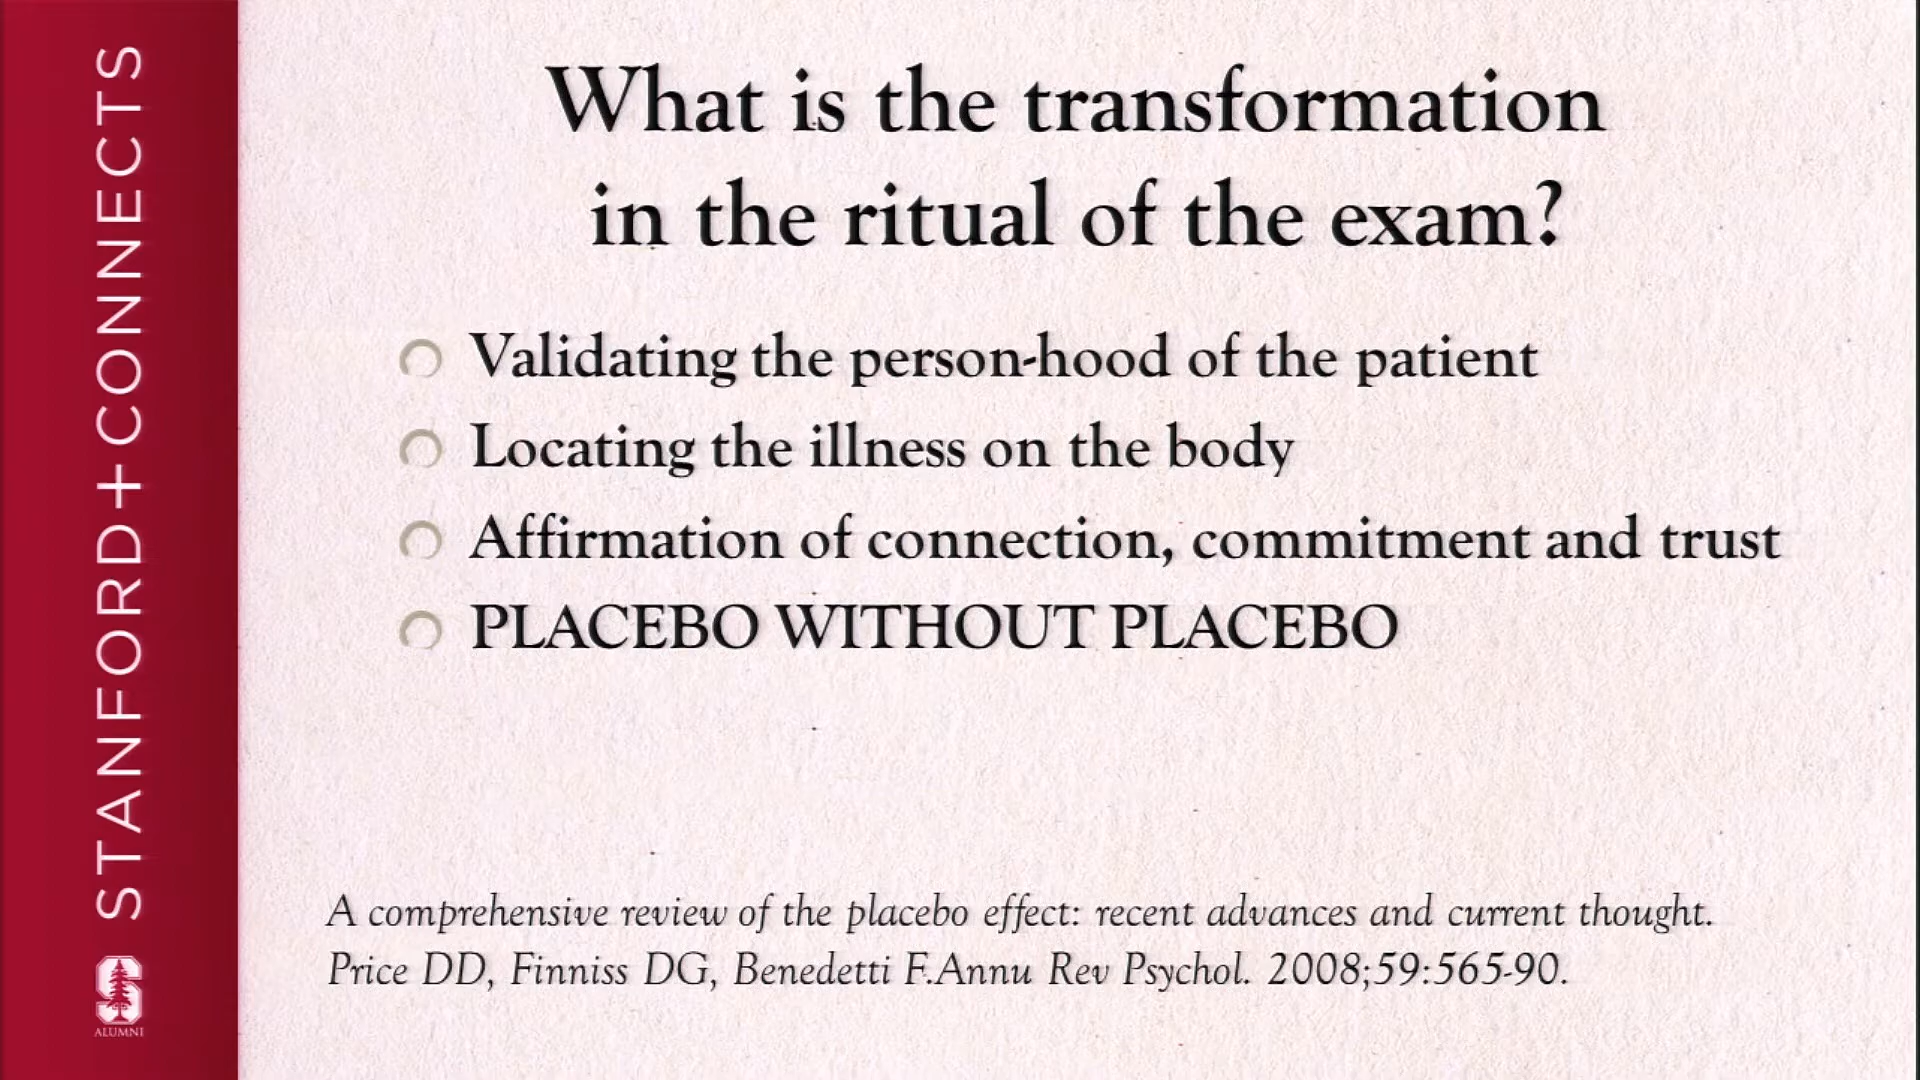 STANFORD+CONNECTS
S
ALUMNI
What is the transformation
in the ritual of the exam?
Validating the person-hood of the patient
Locating the illness on the body
Affirmation of connection, commitment and trust
PLACEBO WITHOUT PLACEBO
A comprehensive review of the placebo effect: recent advances and current thought.
Price DD, Finniss DG, Benedetti F.Annu Rev Psychol. 2008;59:565-90.